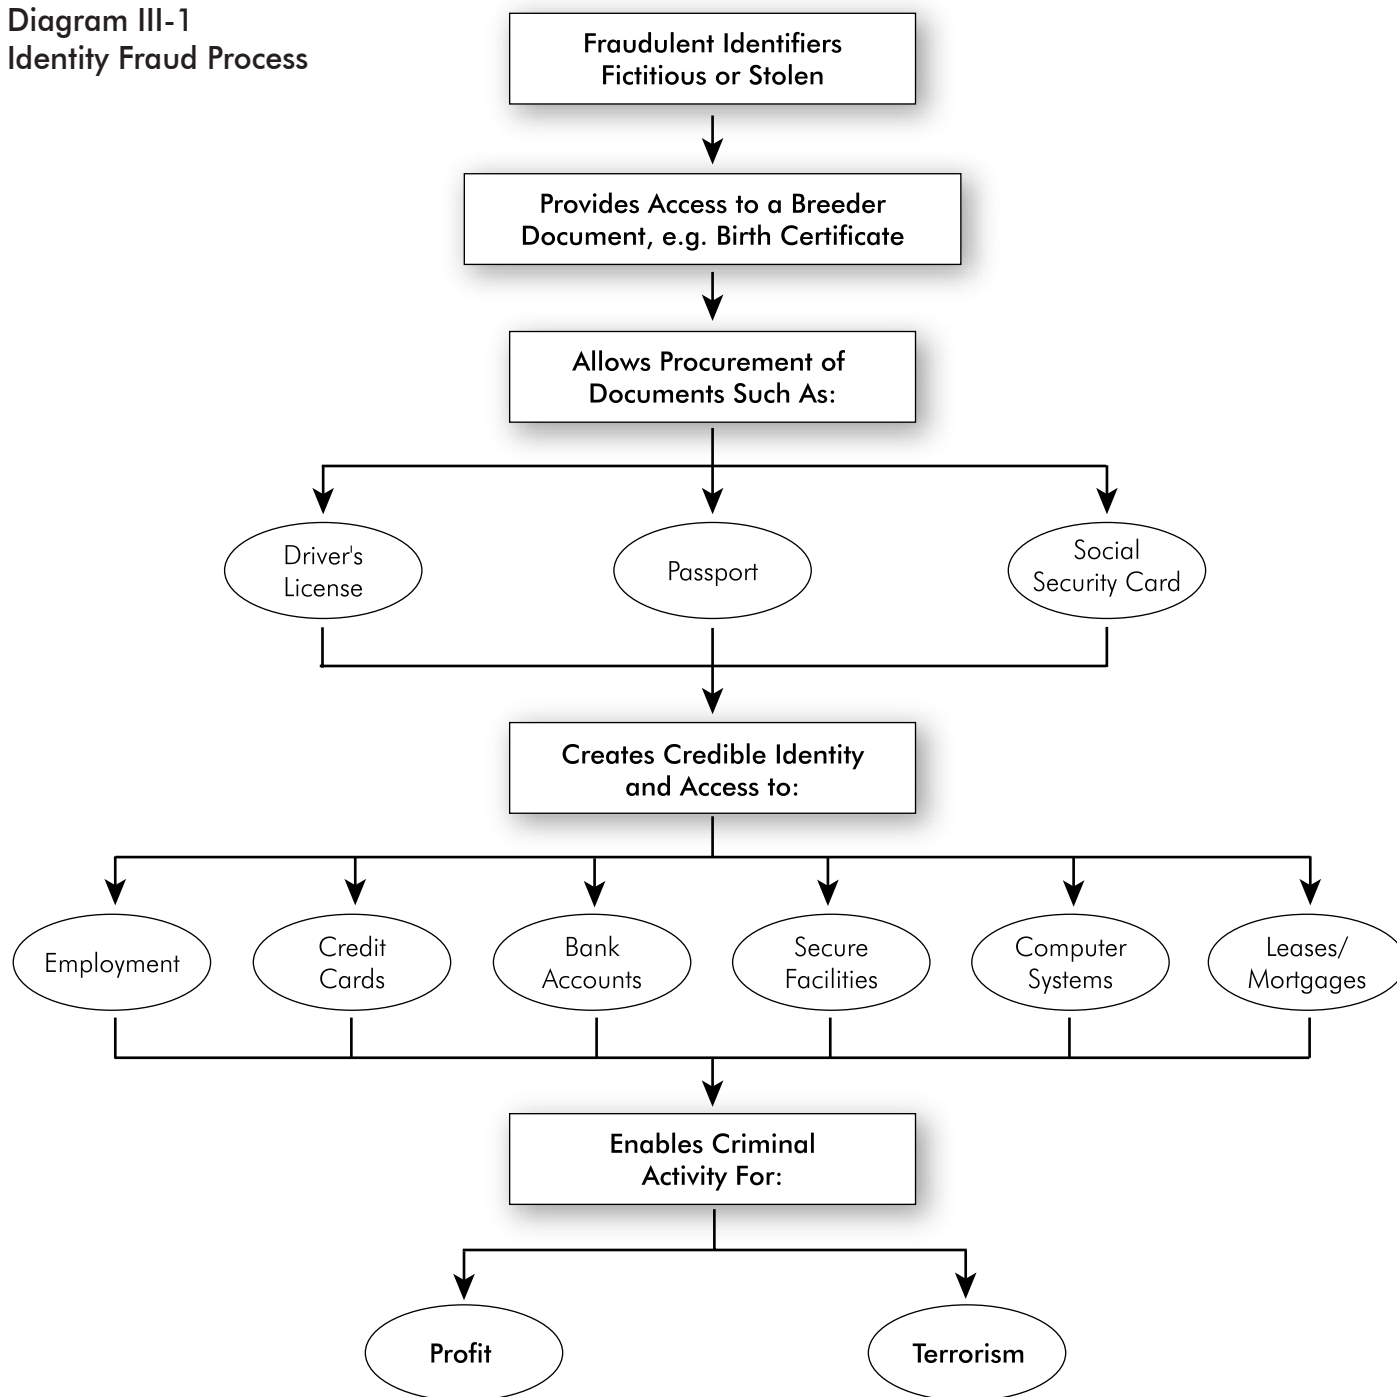 Diagram III-1
Identity Fraud Process
Fraudulent Identifiers
Fictitious or Stolen
Provides Access to a Breeder
Document, e.g. Birth Certificate
Allows Procurement of
Documents Such As:
Driver's
License
Passport
Social
Security Card
Creates Credible Identity
and Access to:
Employment
Credit
Cards
Bank
Accounts
Secure
Facilities
Computer
Systems
Leases/
Mortgages
Enables Criminal
Activity For:
Profit
Terrorism